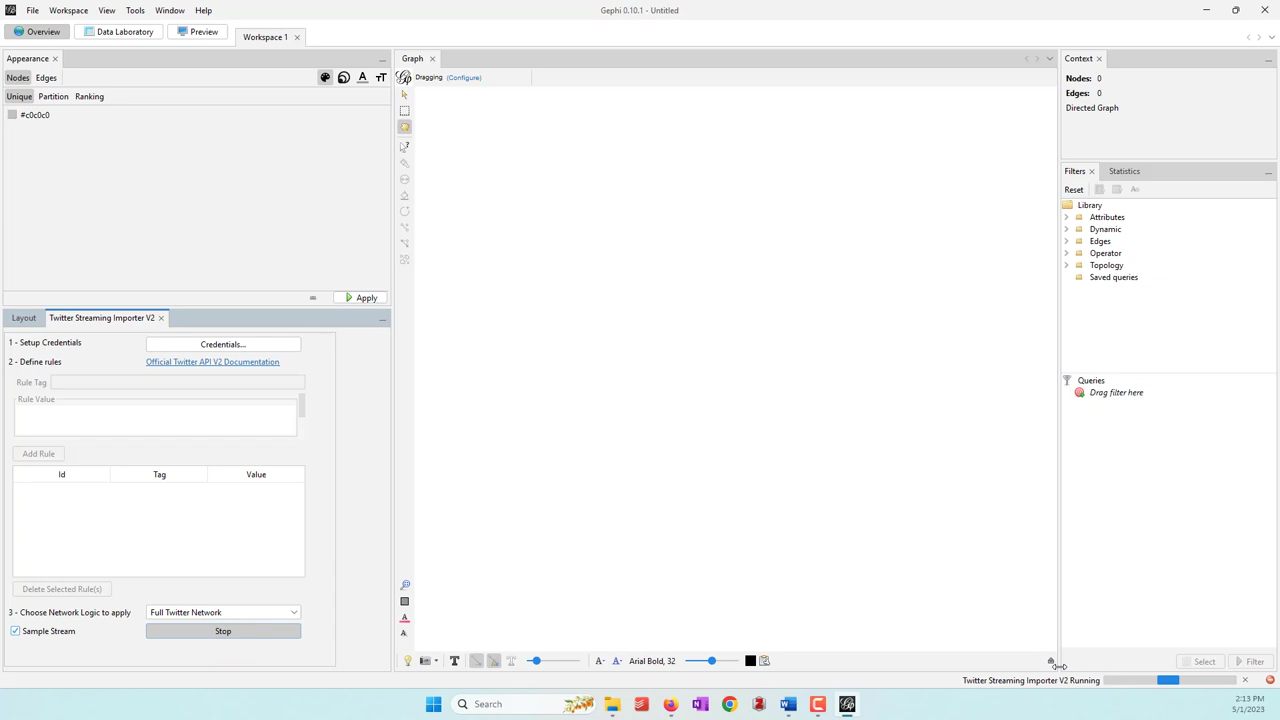 File Workspace View Tools Window Help
Gephi 0.10.1 - Untitled
Overview Data Laboratory Preview Workspace 1
Appearance
Nodes Edges
Unique Partition Ranking
#c0c0c0
Apply
Layout Twitter Streaming Importer V2
1 - Setup Credentials Credentials...
2 - Define rules Official Twitter API V2 Documentation
Rule Tag
Rule Value
Add Rule
Id Tag Value
Delete Selected Rule(s)
3 - Choose Network Logic to apply Full Twitter Network
Sample Stream Stop
Graph
Dragging (Configure)
Arial Bold, 32
Context
Nodes: 0
Edges: 0
Directed Graph
Filters Statistics
Reset
Library
Attributes
Dynamic
Edges
Operator
Topology
Saved queries
Queries
Drag filter here
Select Filter
Twitter Streaming Importer V2 Running
Search
2:13 PM
5/1/2023